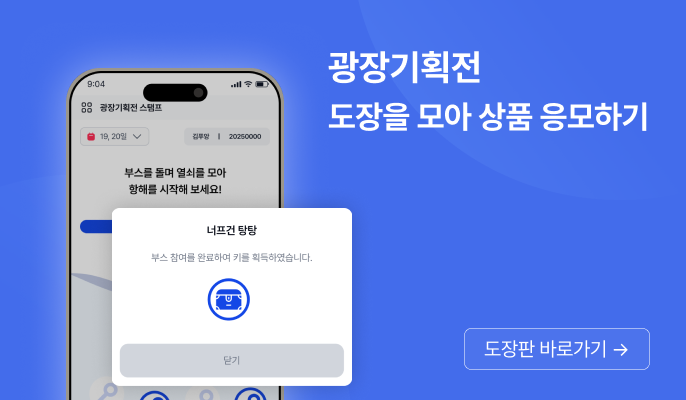 광장기획전
도장을 모아 상품 응모하기
9:04
광장기획전 스탬프
19, 20일
김푸앙 | 20250000
부스를 돌며 열쇠를 모아
항해를 시작해 보세요!
너프건 탕탕
부스 참여를 완료하여 키를 획득하였습니다.
닫기
도장판 바로가기 →